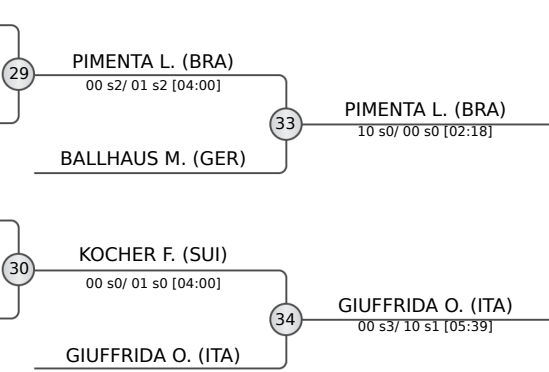 29
PIMENTA L. (BRA)
00 s2/ 01 s2 [04:00]
33
PIMENTA L. (BRA)
10 s0/ 00 s0 [02:18]
BALLHAUS M. (GER)
30
KOCHER F. (SUI)
00 s0/ 01 s0 [04:00]
34
GIUFFRIDA O. (ITA)
00 s3/ 10 s1 [05:39]
GIUFFRIDA O. (ITA)